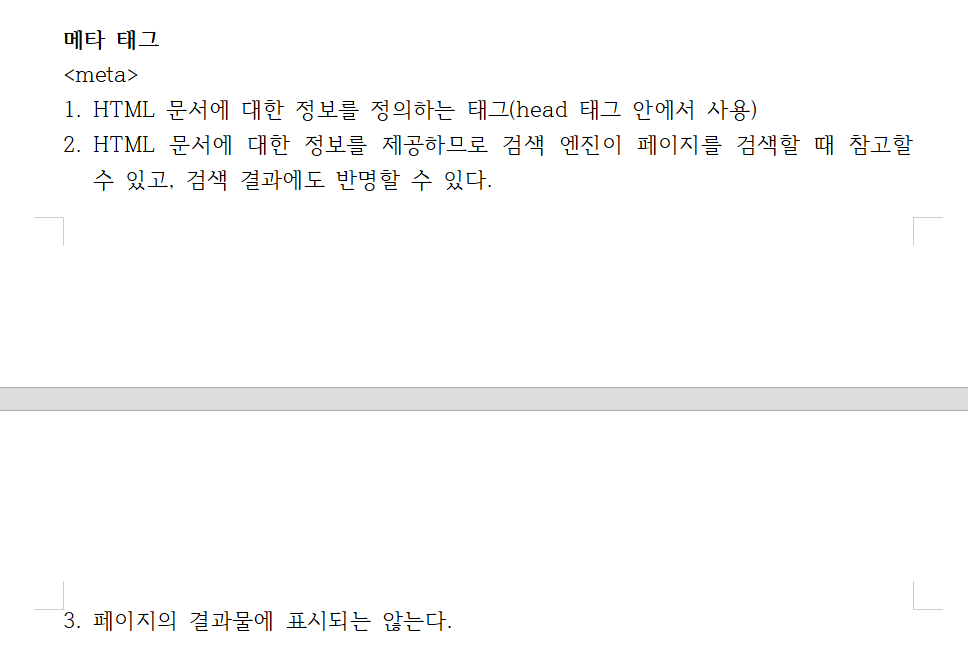 메타 태그
<meta>
1. HTML 문서에 대한 정보를 정의하는 태그(head 태그 안에서 사용)
2. HTML 문서에 대한 정보를 제공하므로 검색 엔진이 페이지를 검색할 때 참고할
수 있고, 검색 결과에도 반명할 수 있다.
3. 페이지의 결과물에 표시되는 않는다.